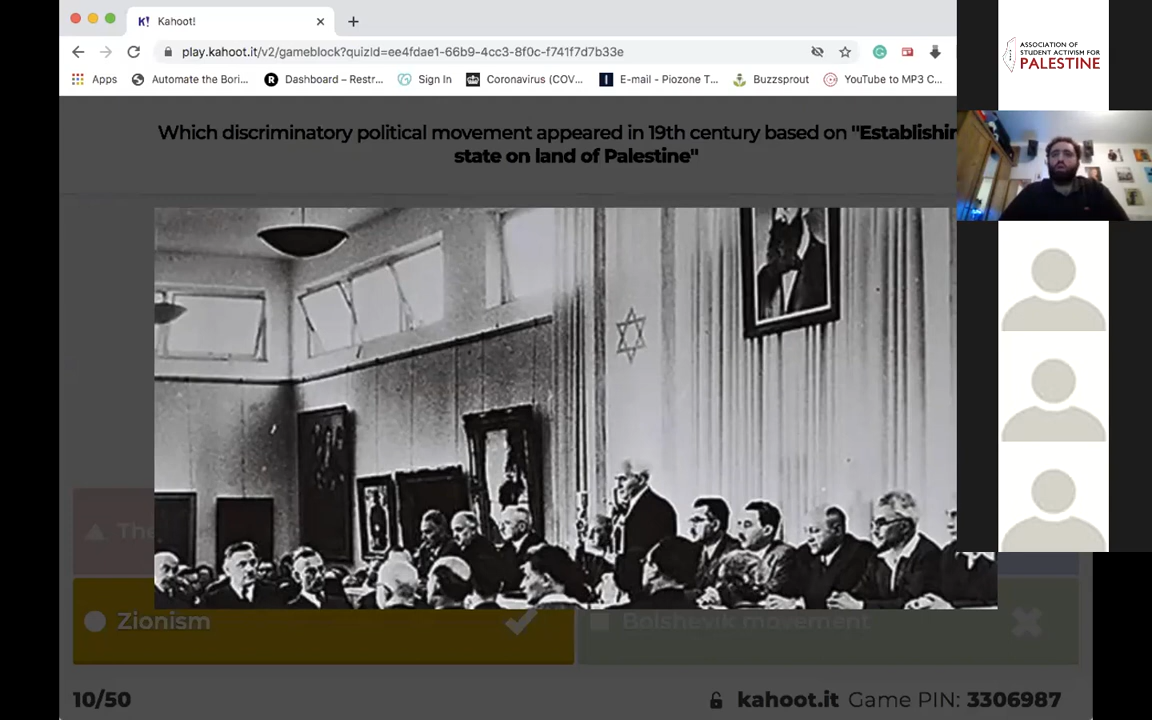 Kahoot!
play.kahoot.it/v2/gameblock?quizId=ee4fdae1-66b9-4cc3-8f0c-f741f7d7b33e
Apps
Automate the Bori...
Dashboard – Restr...
Sign In
Coronavirus (COV...
E-mail - Piozone T...
Buzzsprout
YouTube to MP3 C...
ASSOCIATION OF
STUDENT ACTIVISM FOR
PALESTINE
Which discriminatory political movement appeared in 19th century based on "Establishin
state on land of Palestine"
The
Zionism
Bolshevik movement
10/50
kahoot.it Game PIN: 3306987